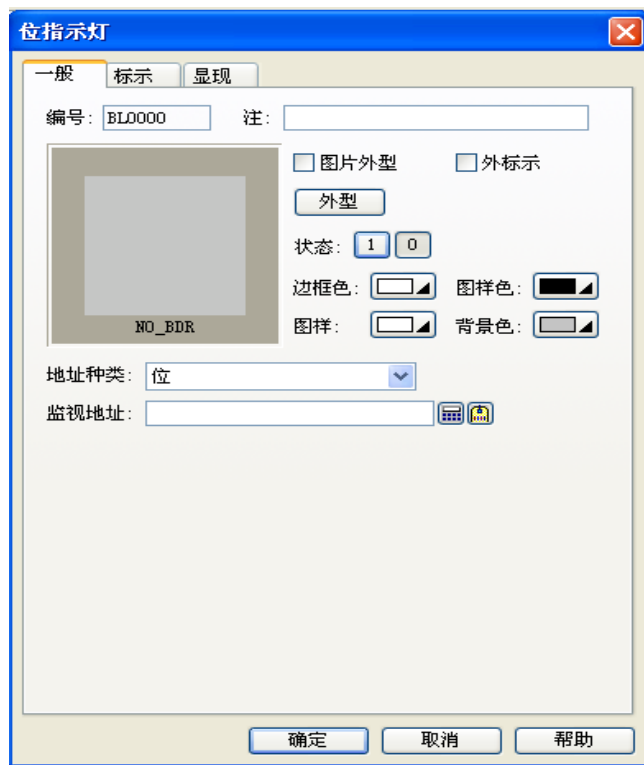 位指示灯
一般 标示 显现
编号: BL0000 注:
图片外型 外标示
外型
状态: 1 0
边框色: 图样色:
NO_BDR 图样: 背景色:
地址种类: 位
监视地址:
确定 取消 帮助